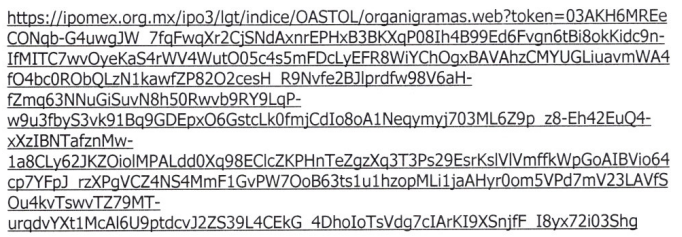 https://ipomex.org.mx/ipo3/lgt/indice/OASTOL/organigramas.web?token=03AKH6MREe
CONqb-G4uwgJW_7fqFwqXr2CjSNdAxnrEPHxB3BKXqP08Ih4B99Ed6Fvgn6tBi8okKidc9n-
IfMITC7wvOyeKaS4rWV4WutO05c4s5mFDcLyEFR8WiYChOgxBAVAhzCMYUGLiuavmWA4
fO4bc0RObQLzN1kawfZP82O2cesH_R9Nvfe2BJlprdfw98V6aH-
fZmq63NNuGiSuvN8h50Rwvb9RY9LqP-
w9u3fbyS3vk91Bq9GDEpxO6GstcLk0fmjCdIo8oA1Neqymyj703ML6Z9p_z8-Eh42EuQ4-
xXzIBNTafznMw-
1a8CLy62JKZOiolMPALdd0Xq98EClcZKPHnTeZgzXq3T3Ps29EsrKslVlVmffkWpGoAIBVio64
cp7YFpJ_rzXPgVCZ4NS4MmF1GvPW7OoB63ts1u1hzopMLi1jaAHyr0om5VPd7mV23LAVfS
Ou4kvTswvTZ79MT-
urqdvYXt1McAl6U9ptdcvJ2ZS39L4CEkG_4DhoIoTsVdg7cIArKI9XSnjfF_I8yx72i03Shg